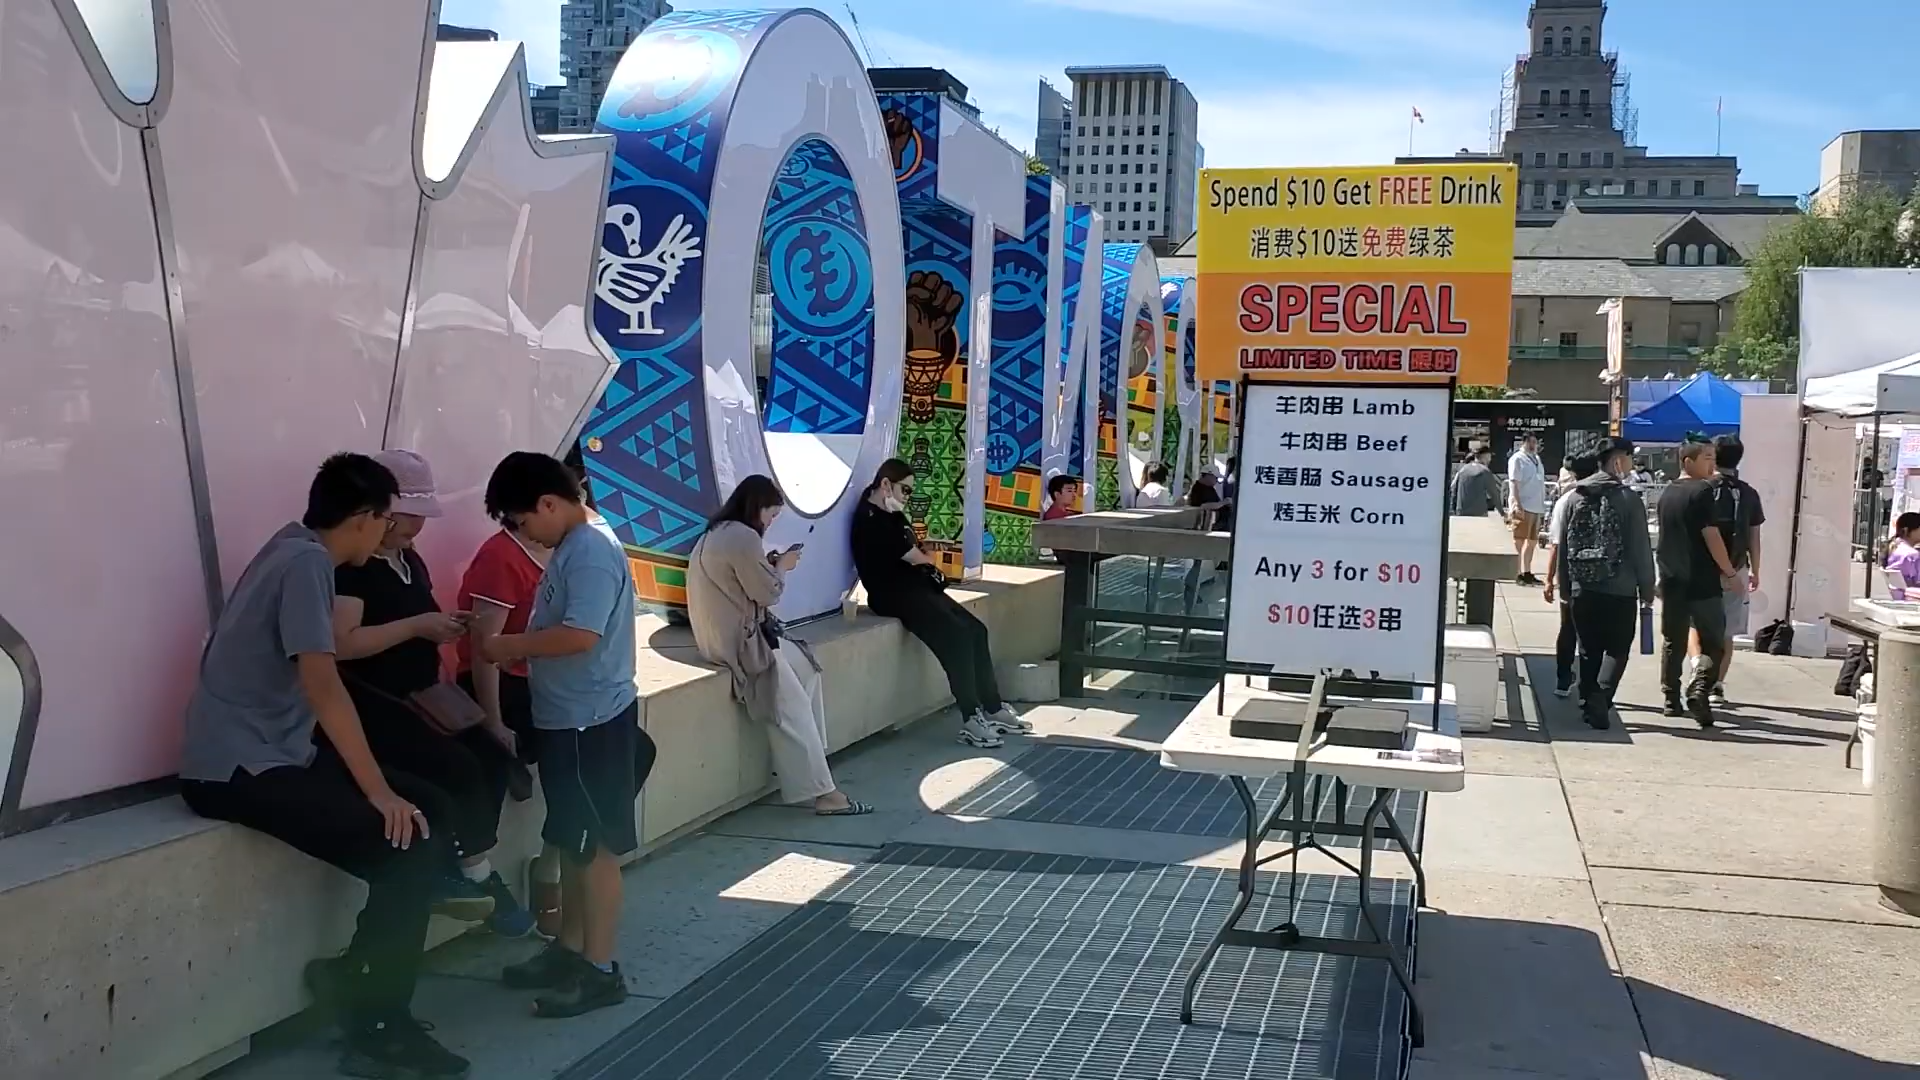 Spend $10 Get FREE Drink
消费$10送免费绿茶
SPECIAL
LIMITED TIME 限时
羊肉串 Lamb
牛肉串 Beef
烤香肠 Sausage
烤玉米 Corn
Any 3 for $10
$10任选3串